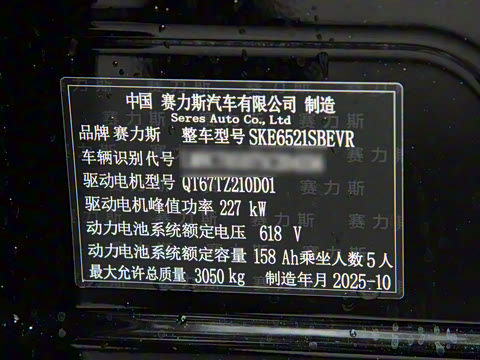 中国 赛力斯汽车有限公司 制造
Seres Auto Co., Ltd
品牌 赛力斯 整车型号 SKE6521SBEVR
车辆识别代号
驱动电机型号 QT67TZ210D01
驱动电机峰值功率 227 kW
动力电池系统额定电压 618 V
动力电池系统额定容量 158 Ah 乘坐人数 5 人
最大允许总质量 3050 kg 制造年月 2025-10